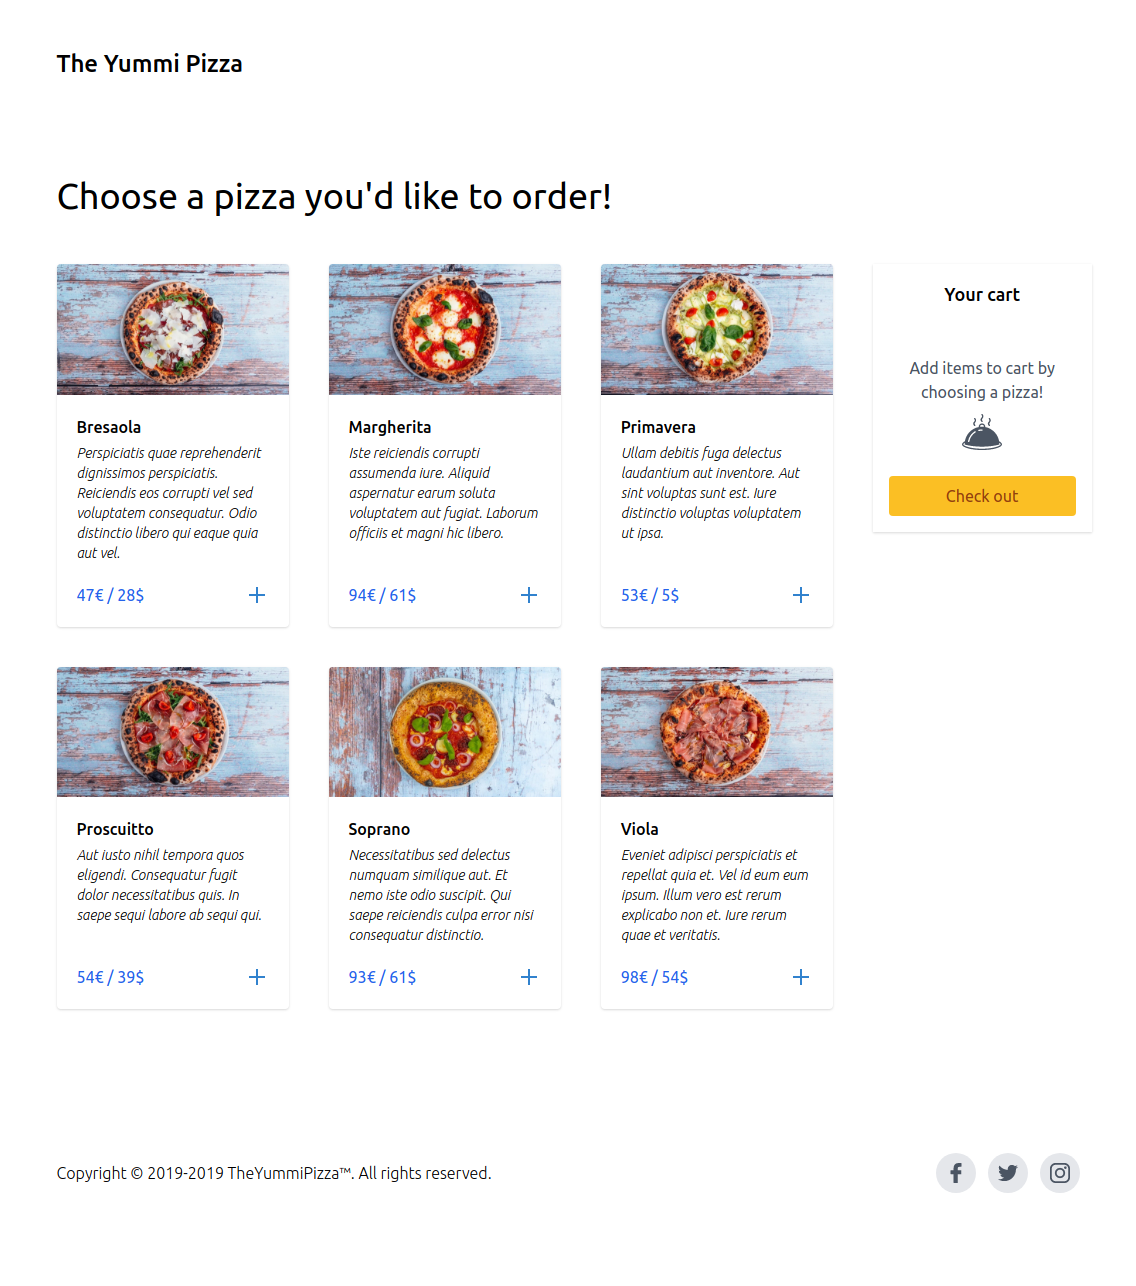 The Yummi Pizza
Choose a pizza you'd like to order!
Bresaola
Perspiciatis quae reprehenderit
dignissimos perspiciatis.
Reiciendis eos corrupti vel sed
voluptatem consequatur. Odio
distinctio libero qui eaque quia
aut vel.
47€ / 28$
Margherita
Iste reiciendis corrupti
assumenda iure. Aliquid
aspernatur earum soluta
voluptatem aut fugiat. Laborum
officiis et magni hic libero.
94€ / 61$
Primavera
Ullam debitis fuga delectus
laudantium aut inventore. Aut
sint voluptas sunt est. Iure
distinctio voluptas voluptatem
ut ipsa.
53€ / 5$
Your cart
Add items to cart by
choosing a pizza!
Check out
Proscuitto
Aut iusto nihil tempora quos
eligendi. Consequatur fugit
dolor necessitatibus quis. In
saepe sequi labore ab sequi qui.
54€ / 39$
Soprano
Necessitatibus sed delectus
numquam similique aut. Et
nemo iste odio suscipit. Qui
saepe reiciendis culpa error nisi
consequatur distinctio.
93€ / 61$
Viola
Eveniet adipisci perspiciatis et
repellat quia et. Vel id eum eum
ipsum. Illum vero est rerum
explicabo non et. Iure rerum
quae et veritatis.
98€ / 54$
Copyright © 2019-2019 TheYummiPizza™. All rights reserved.